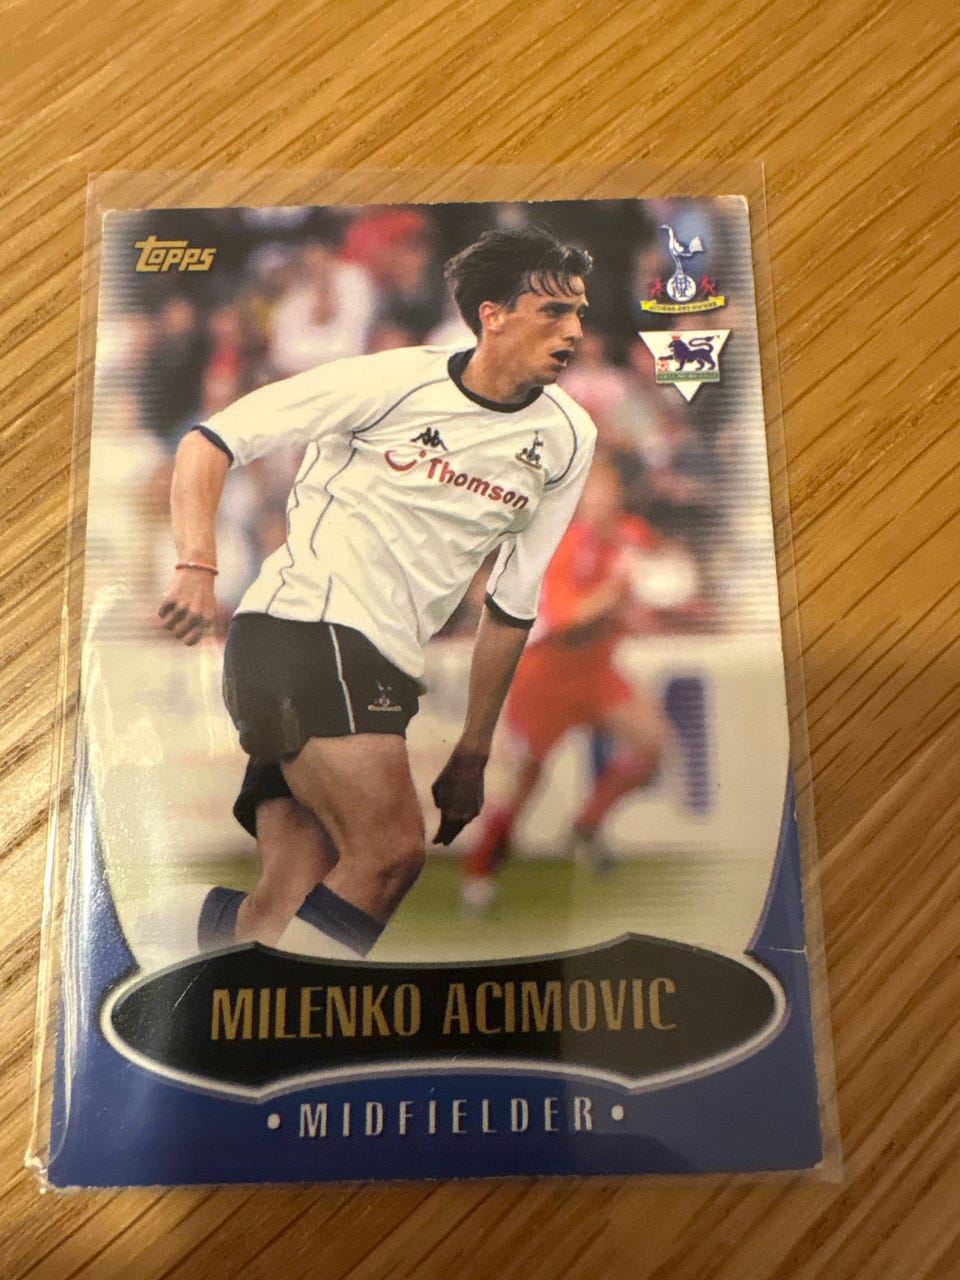 Topps
Thomson
MILENKO ACIMOVIC
• MIDFIELDER •